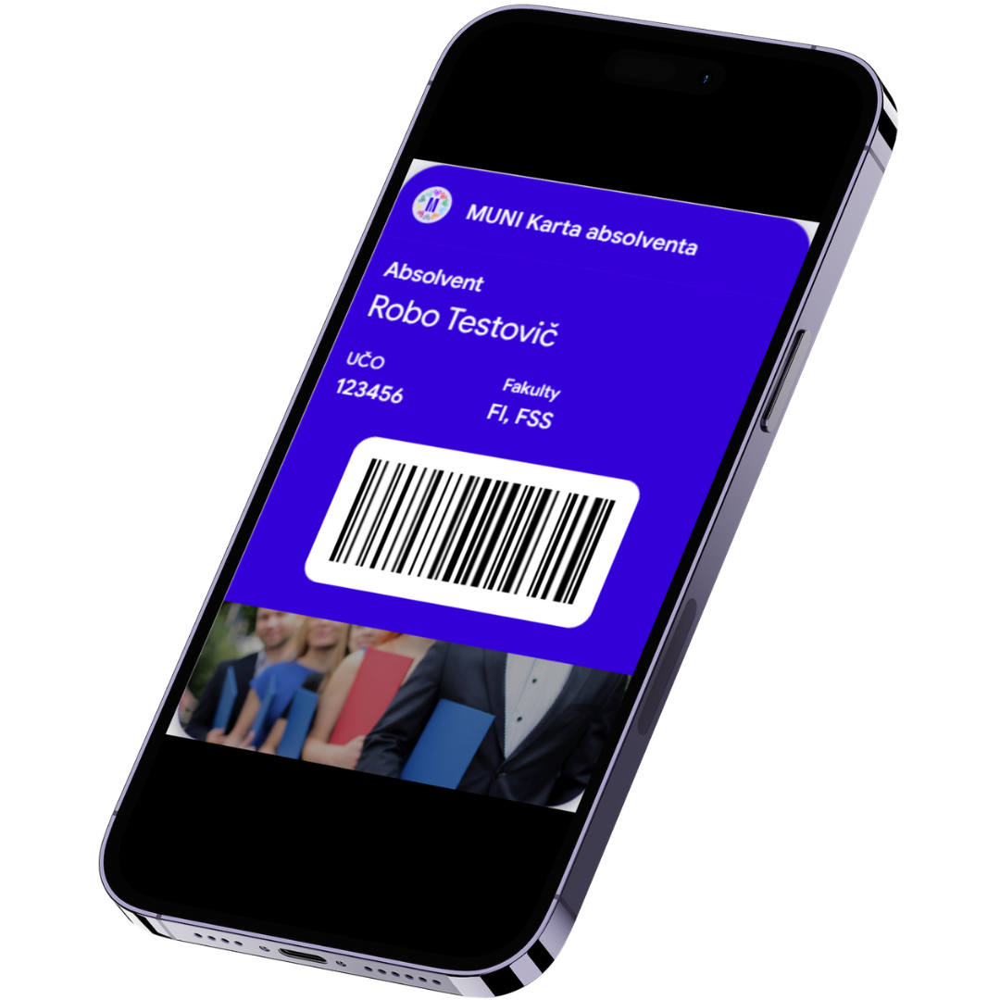 M
MUNI Karta absolventa
Absolvent
Robo Testovič
UČO
123456
Fakulty
FI, FSS